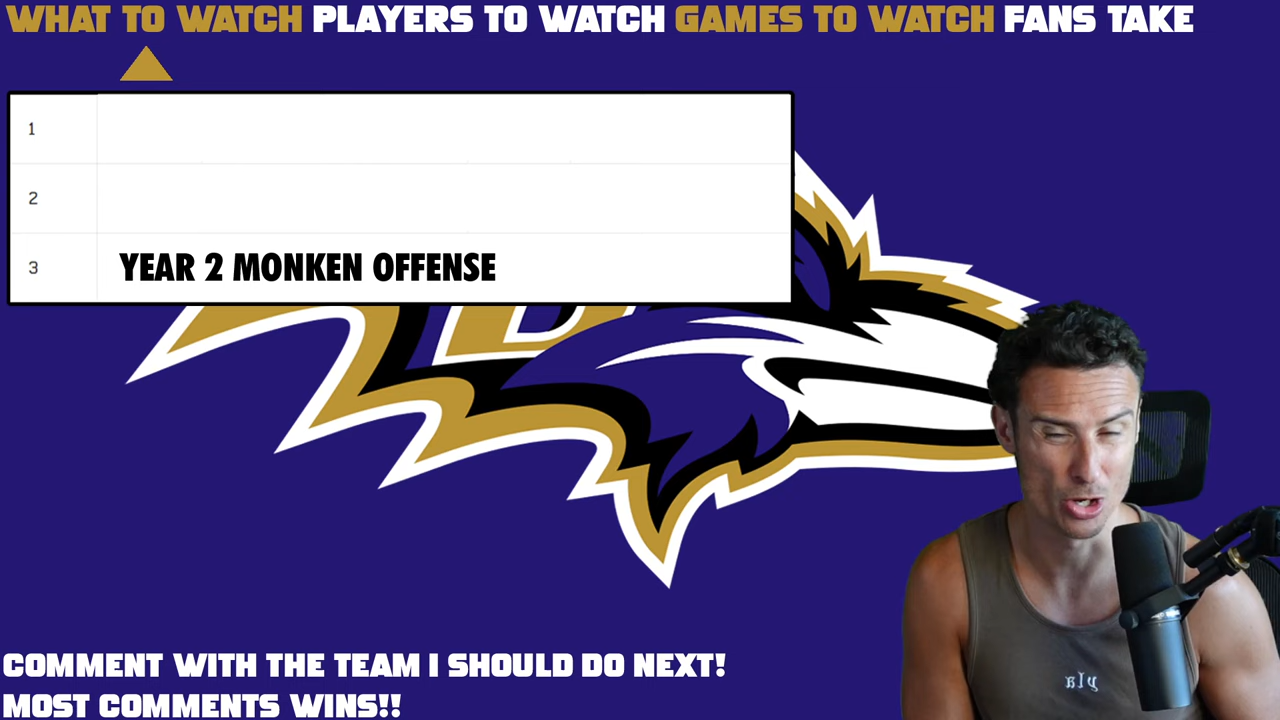 WHAT TO WATCH PLAYERS TO WATCH GAMES TO WATCH FANS TAKE
1
2
3 YEAR 2 MONKEN OFFENSE
COMMENT WITH THE TEAM I SHOULD DO NEXT!
MOST COMMENTS WINS!!